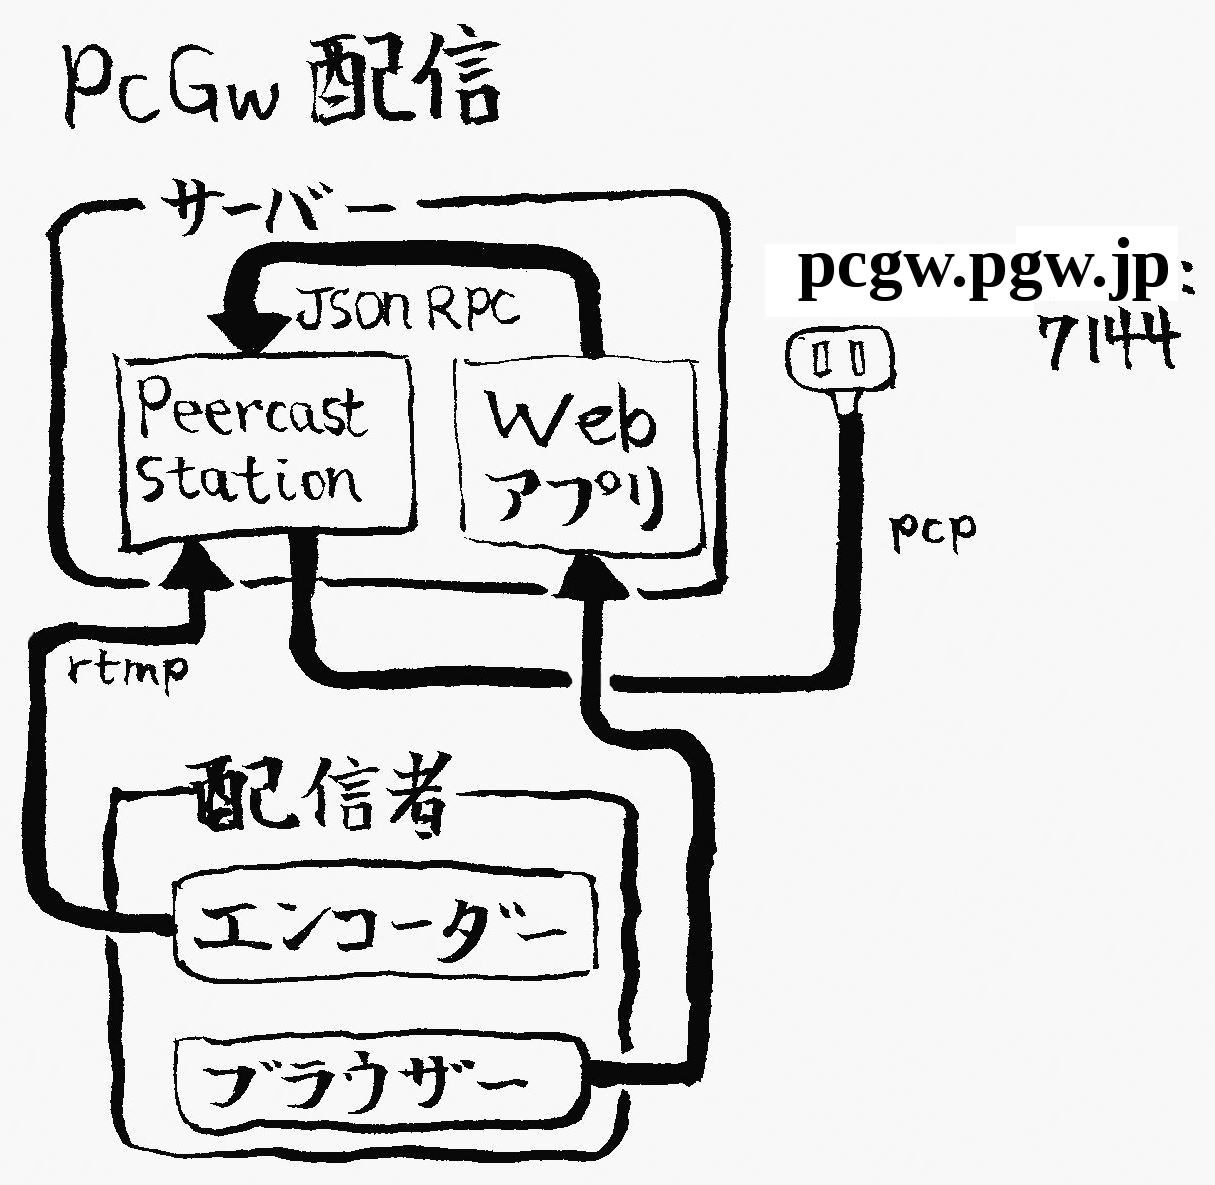 PcGw 配信
サーバー
Json RPC
Peercast
Station
Web
アプリ
pcgw.pgw.jp:
7144
pcp
rtmp
配信者
エンコーダー
ブラウザー